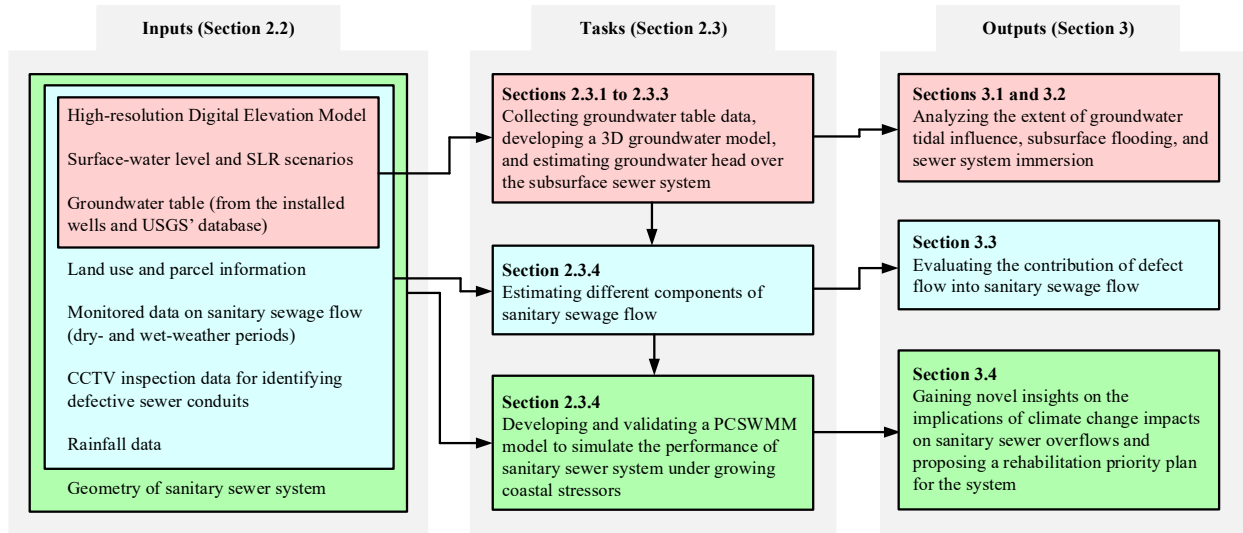 Inputs (Section 2.2)
High-resolution Digital Elevation Model
Surface-water level and SLR scenarios
Groundwater table (from the installed
wells and USGS’ database)
Land use and parcel information
Monitored data on sanitary sewage flow
(dry- and wet-weather periods)
CCTV inspection data for identifying
defective sewer conduits
Rainfall data
Geometry of sanitary sewer system
Tasks (Section 2.3)
Sections 2.3.1 to 2.3.3
Collecting groundwater table data,
developing a 3D groundwater model,
and estimating groundwater head over
the subsurface sewer system
Section 2.3.4
Estimating different components of
sanitary sewage flow
Section 2.3.4
Developing and validating a PCSWMM
model to simulate the performance of
sanitary sewer system under growing
coastal stressors
Outputs (Section 3)
Sections 3.1 and 3.2
Analyzing the extent of groundwater
tidal influence, subsurface flooding, and
sewer system immersion
Section 3.3
Evaluating the contribution of defect
flow into sanitary sewage flow
Section 3.4
Gaining novel insights on the
implications of climate change impacts
on sanitary sewer overflows and
proposing a rehabilitation priority plan
for the system